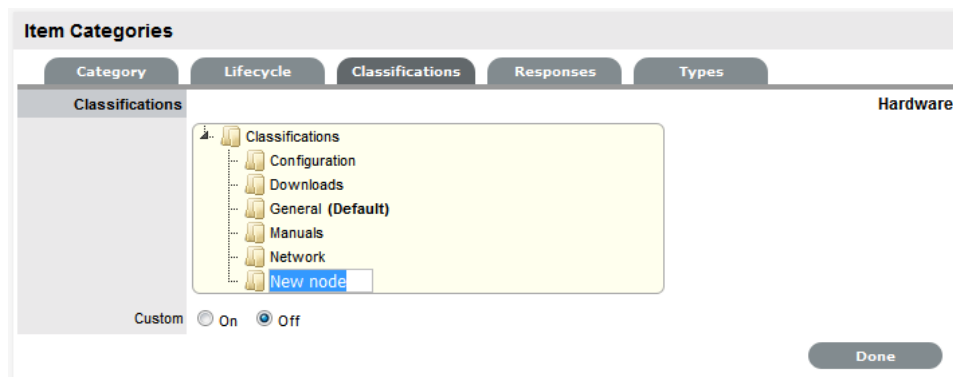 Item Categories
Category Lifecycle Classifications Responses Types
Classifications Hardware
Classifications
Configuration
Downloads
General (Default)
Manuals
Network
New node
Custom On Off
Done